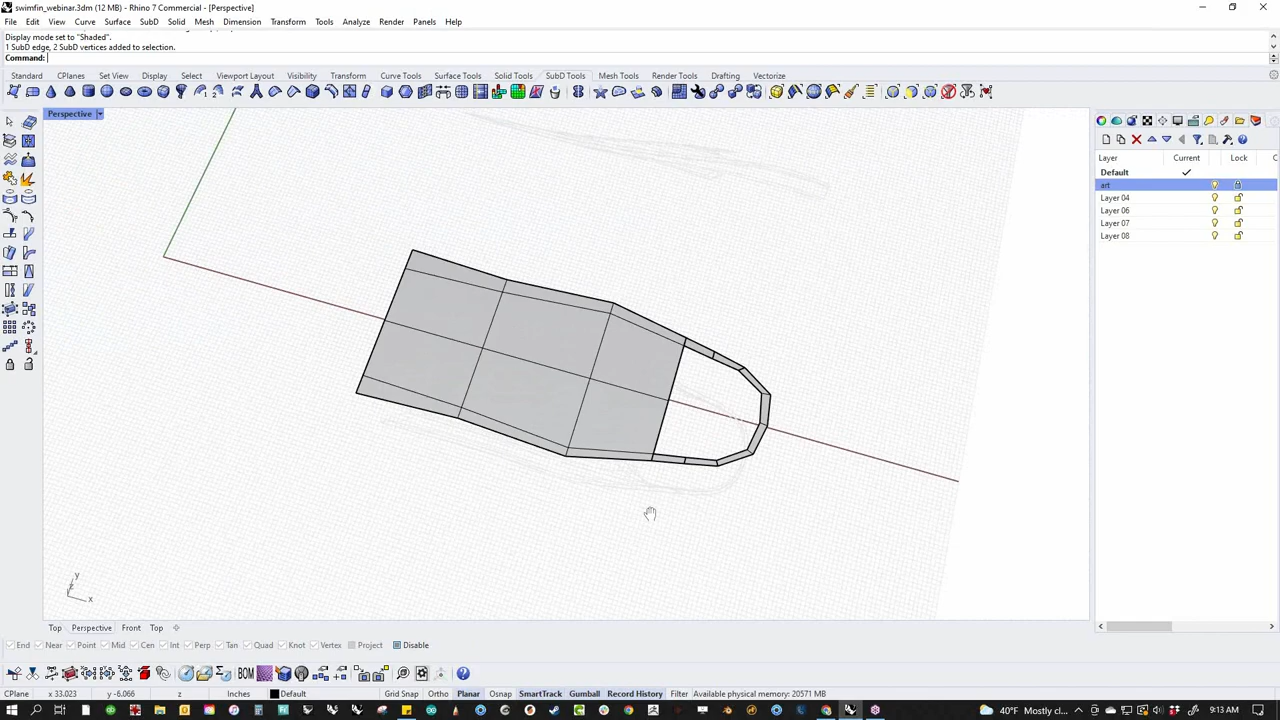 swimfin_webinar.3dm (12 MB) - Rhino 7 Commercial - [Perspective]
File Edit View Curve Surface SubD Solid Mesh Dimension Transform Tools Analyze Render Panels Help
Display mode set to "Shaded".
1 SubD edge, 2 SubD vertices added to selection.
Command:
Standard CPlanes Set View Display Select Viewport Layout Visibility Transform Curve Tools Surface Tools Solid Tools SubD Tools Mesh Tools Render Tools Drafting Vectorize
Perspective
Layer Current Lock C
Default
art
Layer 04
Layer 06
Layer 07
Layer 08
y
z
x
Top Perspective Front Top
End Near Point Mid Cen Int Perp Tan Quad Knot Vertex Project Disable
BOM
CPlane x 33.023 y -6.066 z Inches Default Grid Snap Ortho Planar Osnap SmartTrack Gumball Record History Filter Available physical memory: 20571 MB
40°F Mostly cl... 9:13 AM